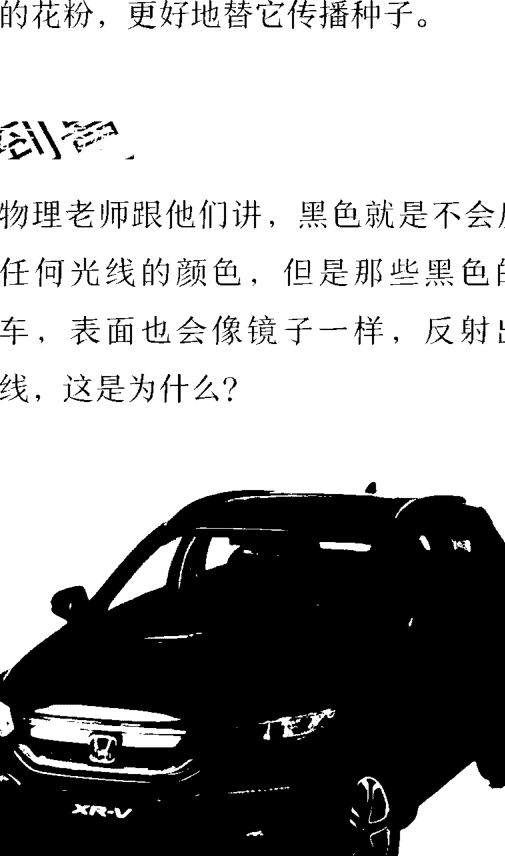 的花粉，更好地替它传播种子。
物理老师跟他们讲，黑色就是不会
任何光线的颜色，但是那些黑色
车，表面也会像镜子一样，反射
线，这是为什么？
XR-V